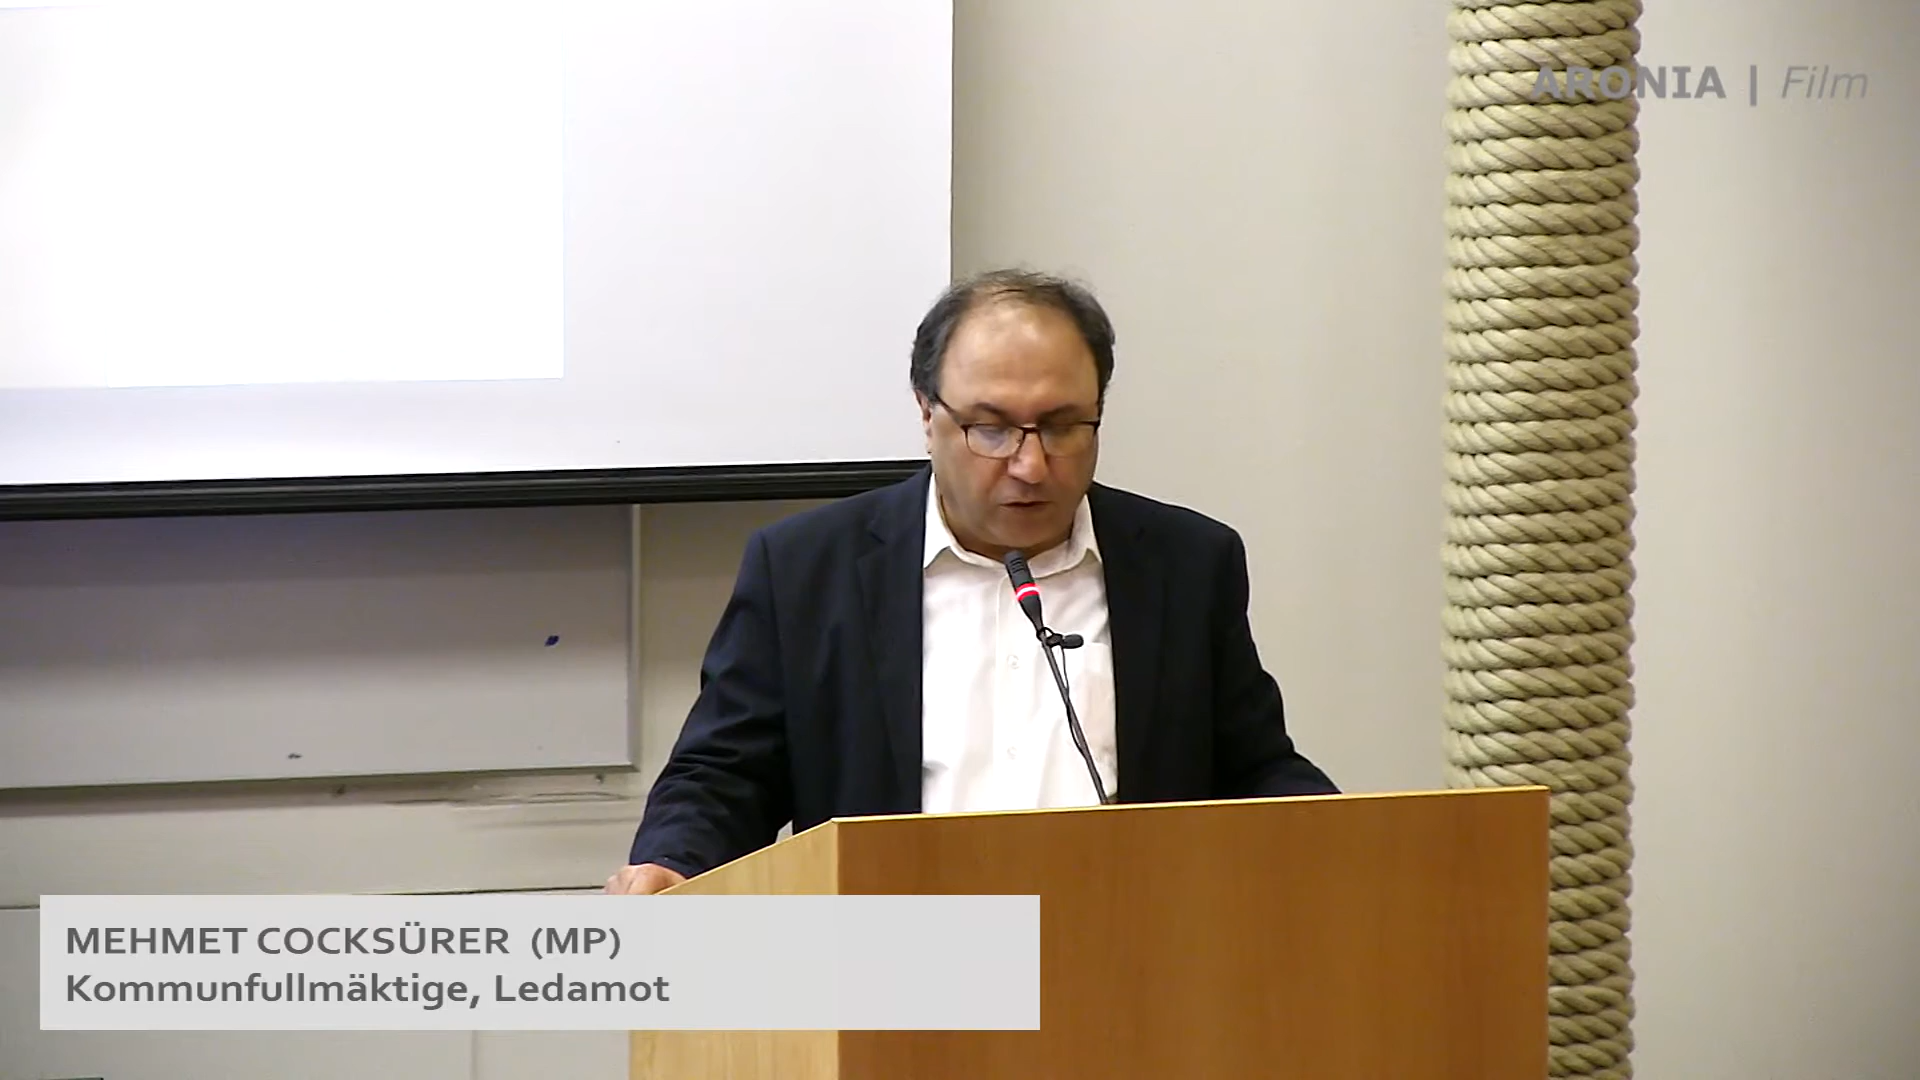 ARONIA | Film
MEHMET COCKSÜRER (MP)
Kommunfullmäktige, Ledamot